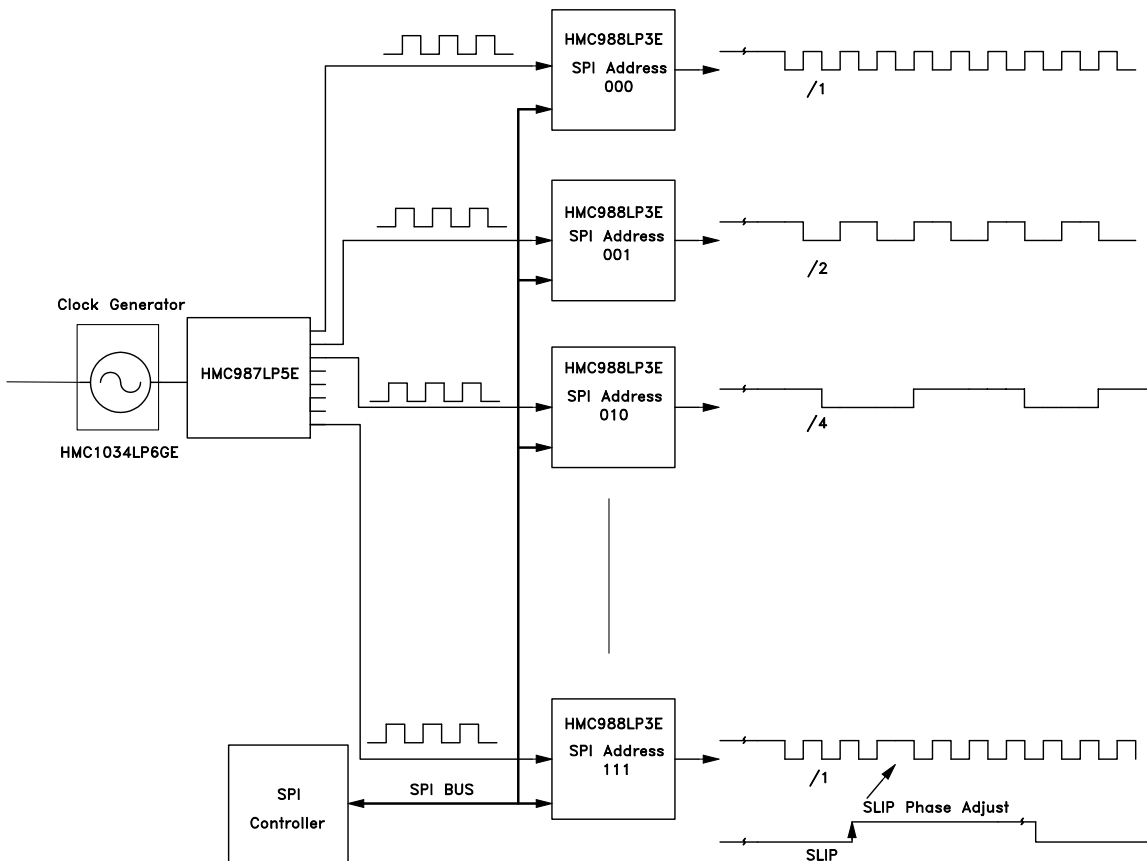 HMC988LP3E
SPI Address
000
/1
HMC988LP3E
SPI Address
001
/2
Clock Generator
HMC987LP5E
HMC1034LP6GE
HMC988LP3E
SPI Address
010
/4
HMC988LP3E
SPI Address
111
/1
SPI BUS
SPI
Controller
SLIP Phase Adjust
SLIP